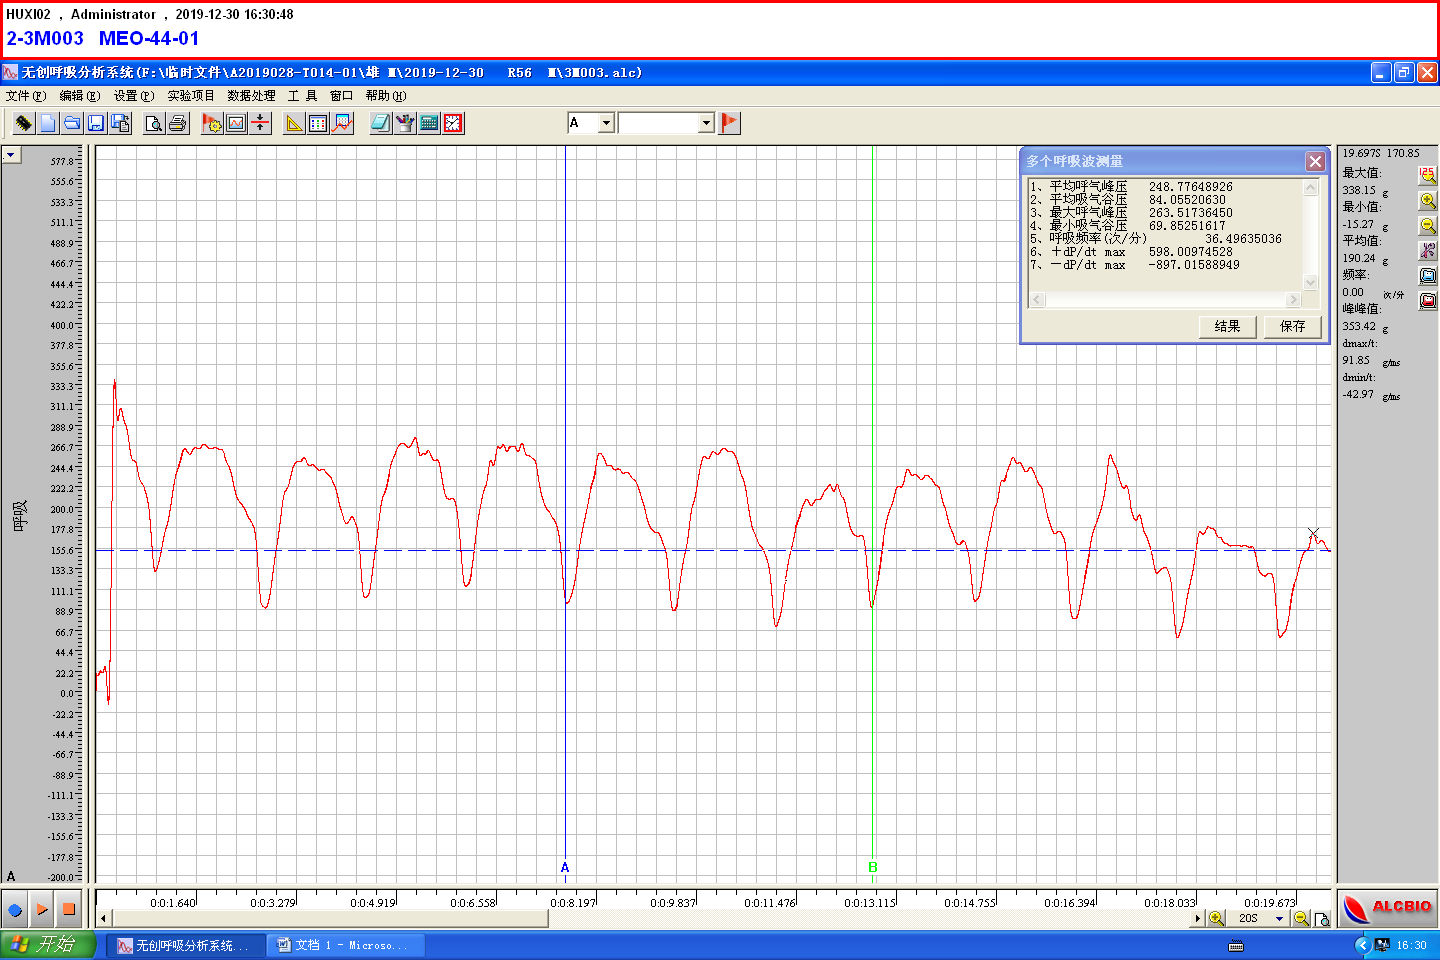 HUXI02 , Administrator , 2019-12-30 16:30:48
2-3M003 MEO-44-01
无创呼吸分析系统(F:\临时文件\A2019028-T014-01\雄 M\2019-12-30 R56 M\3M003.alc)
文件(F) 编辑(E) 设置(P) 实验项目 数据处理 工 具 窗口 帮助(H)
A
577.8
555.6
533.3
511.1
488.9
466.7
444.4
422.2
400.0
377.8
355.6
333.3
311.1
288.9
266.7
244.4
222.2
200.0
177.8
155.6
133.3
111.1
88.9
66.7
44.4
22.2
0.0
-22.2
-44.4
-66.7
-88.9
-111.1
-133.3
-155.6
-177.8
-200.0
呼吸
A
A
B
多个呼吸波测量
1、平均呼气峰压 248.77648926
2、平均吸气谷压 84.05520630
3、最大呼气峰压 263.51736450
4、最小吸气谷压 69.85251617
5、呼吸频率(次/分) 36.49635036
6、＋dP/dt max 598.00974528
7、－dP/dt max -897.01588949
结果 保存
19.697S 170.85
最大值:
338.15 g
最小值:
-15.27 g
平均值:
190.24 g
频率:
0.00 次/分
峰峰值:
353.42 g
dmax/t:
91.85 g/ms
dmin/t:
-42.97 g/ms
125
0:0:1.640 0:0:3.279 0:0:4.919 0:0:6.558 0:0:8.197 0:0:9.837 0:0:11.476 0:0:13.115 0:0:14.755 0:0:16.394 0:0:18.033 0:0:19.673
20S
ALCBIO
开始 无创呼吸分析系统... 文档 1 - Microso... 16:30